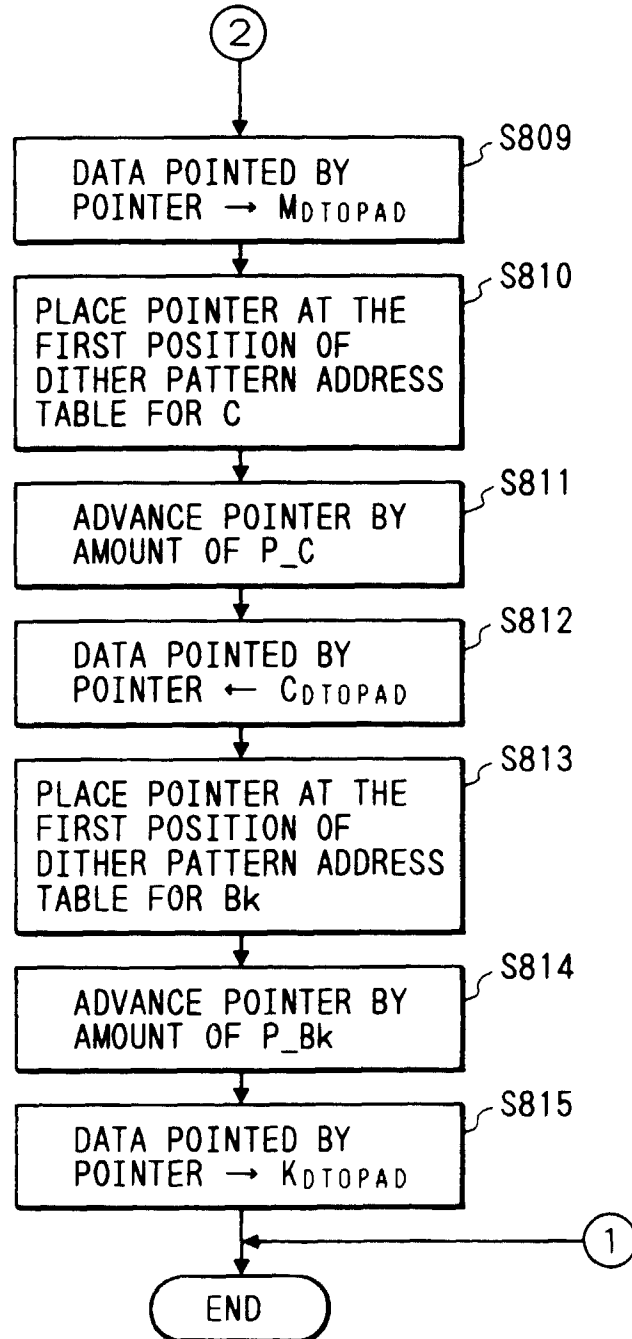 2
S809
DATA POINTED BY
POINTER → MDTOPAD
S810
PLACE POINTER AT THE
FIRST POSITION OF
DITHER PATTERN ADDRESS
TABLE FOR C
S811
ADVANCE POINTER BY
AMOUNT OF P_C
S812
DATA POINTED BY
POINTER ← CDTOPAD
S813
PLACE POINTER AT THE
FIRST POSITION OF
DITHER PATTERN ADDRESS
TABLE FOR Bk
S814
ADVANCE POINTER BY
AMOUNT OF P_Bk
S815
DATA POINTED BY
POINTER → KDTOPAD
1
END